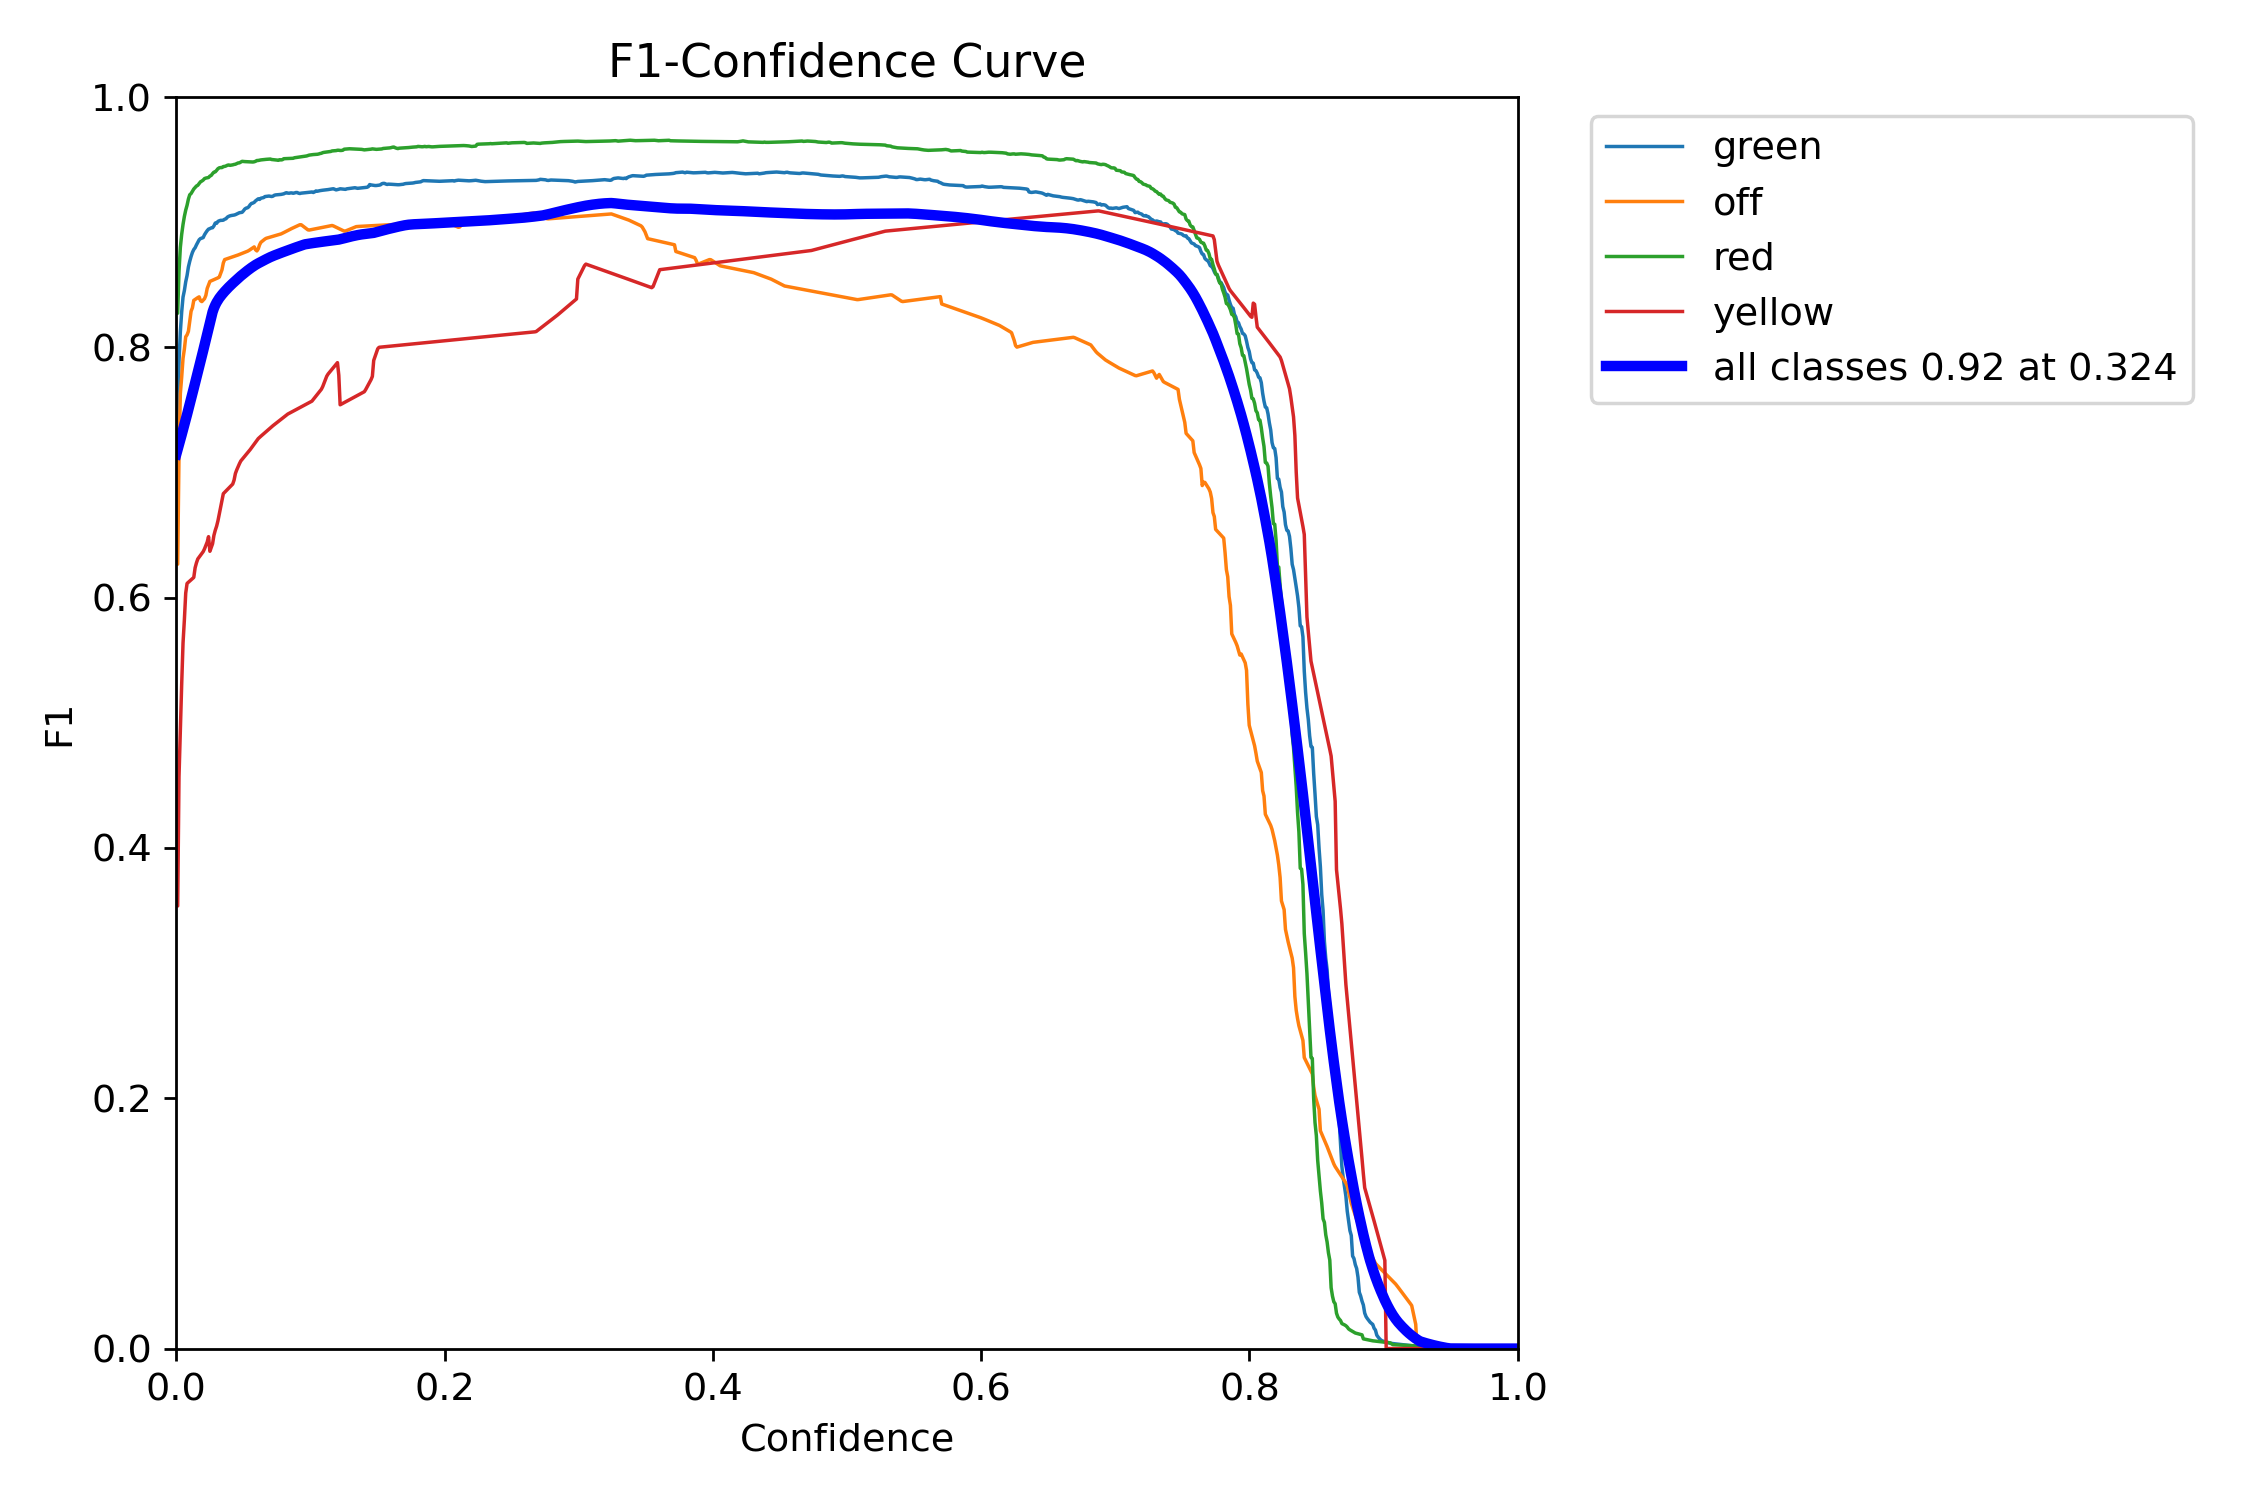 F1-Confidence Curve
1.0
0.8
0.6
0.4
0.2
0.0
F1
0.0 0.2 0.4 0.6 0.8 1.0
Confidence
green
off
red
yellow
all classes 0.92 at 0.324